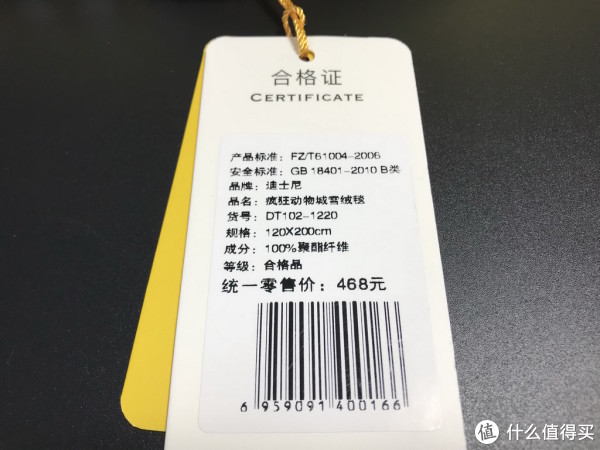 合格证
CERTIFICATE
产品标准: FZ/T61004-2006
安全标准: GB 18401-2010 B类
品牌: 迪士尼
品名: 疯狂动物城雪绒毯
货号: DT102-1220
规格: 120X200cm
成分: 100%聚酯纤维
等级: 合格品
统一零售价: 468元
6 959091 400166
值 什么值得买